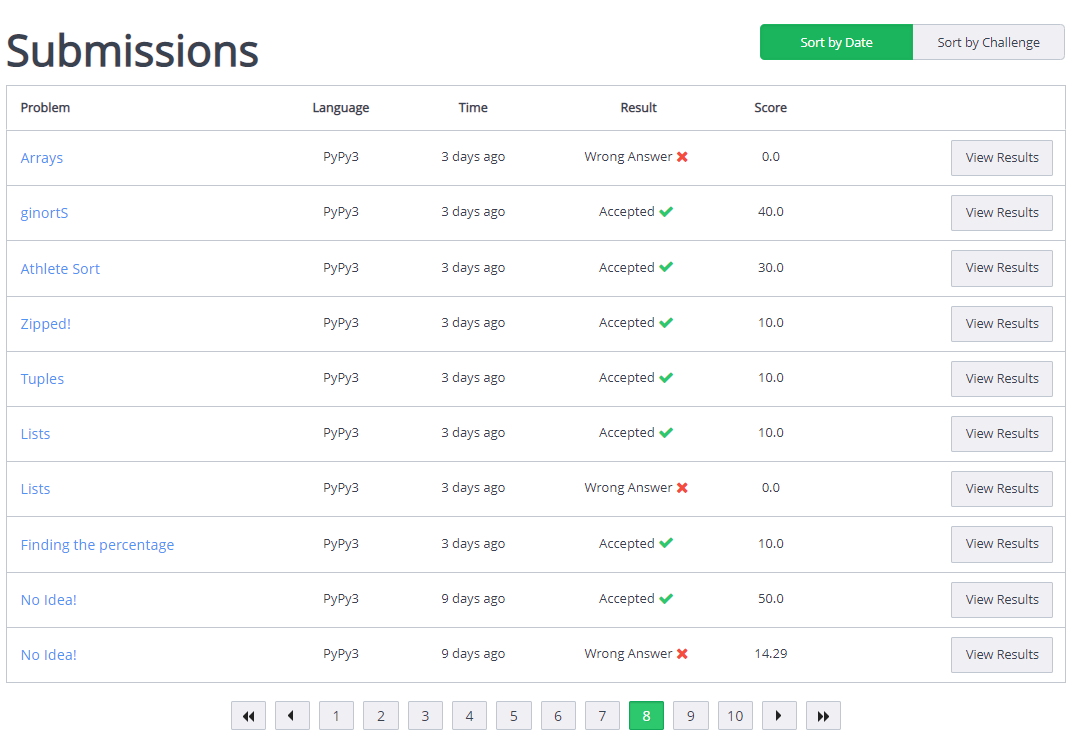 Submissions
Sort by Date Sort by Challenge
Problem Language Time Result Score
Arrays PyPy3 3 days ago Wrong Answer 0.0 View Results
ginortS PyPy3 3 days ago Accepted 40.0 View Results
Athlete Sort PyPy3 3 days ago Accepted 30.0 View Results
Zipped! PyPy3 3 days ago Accepted 10.0 View Results
Tuples PyPy3 3 days ago Accepted 10.0 View Results
Lists PyPy3 3 days ago Accepted 10.0 View Results
Lists PyPy3 3 days ago Wrong Answer 0.0 View Results
Finding the percentage PyPy3 3 days ago Accepted 10.0 View Results
No Idea! PyPy3 9 days ago Accepted 50.0 View Results
No Idea! PyPy3 9 days ago Wrong Answer 14.29 View Results
1 2 3 4 5 6 7 8 9 10